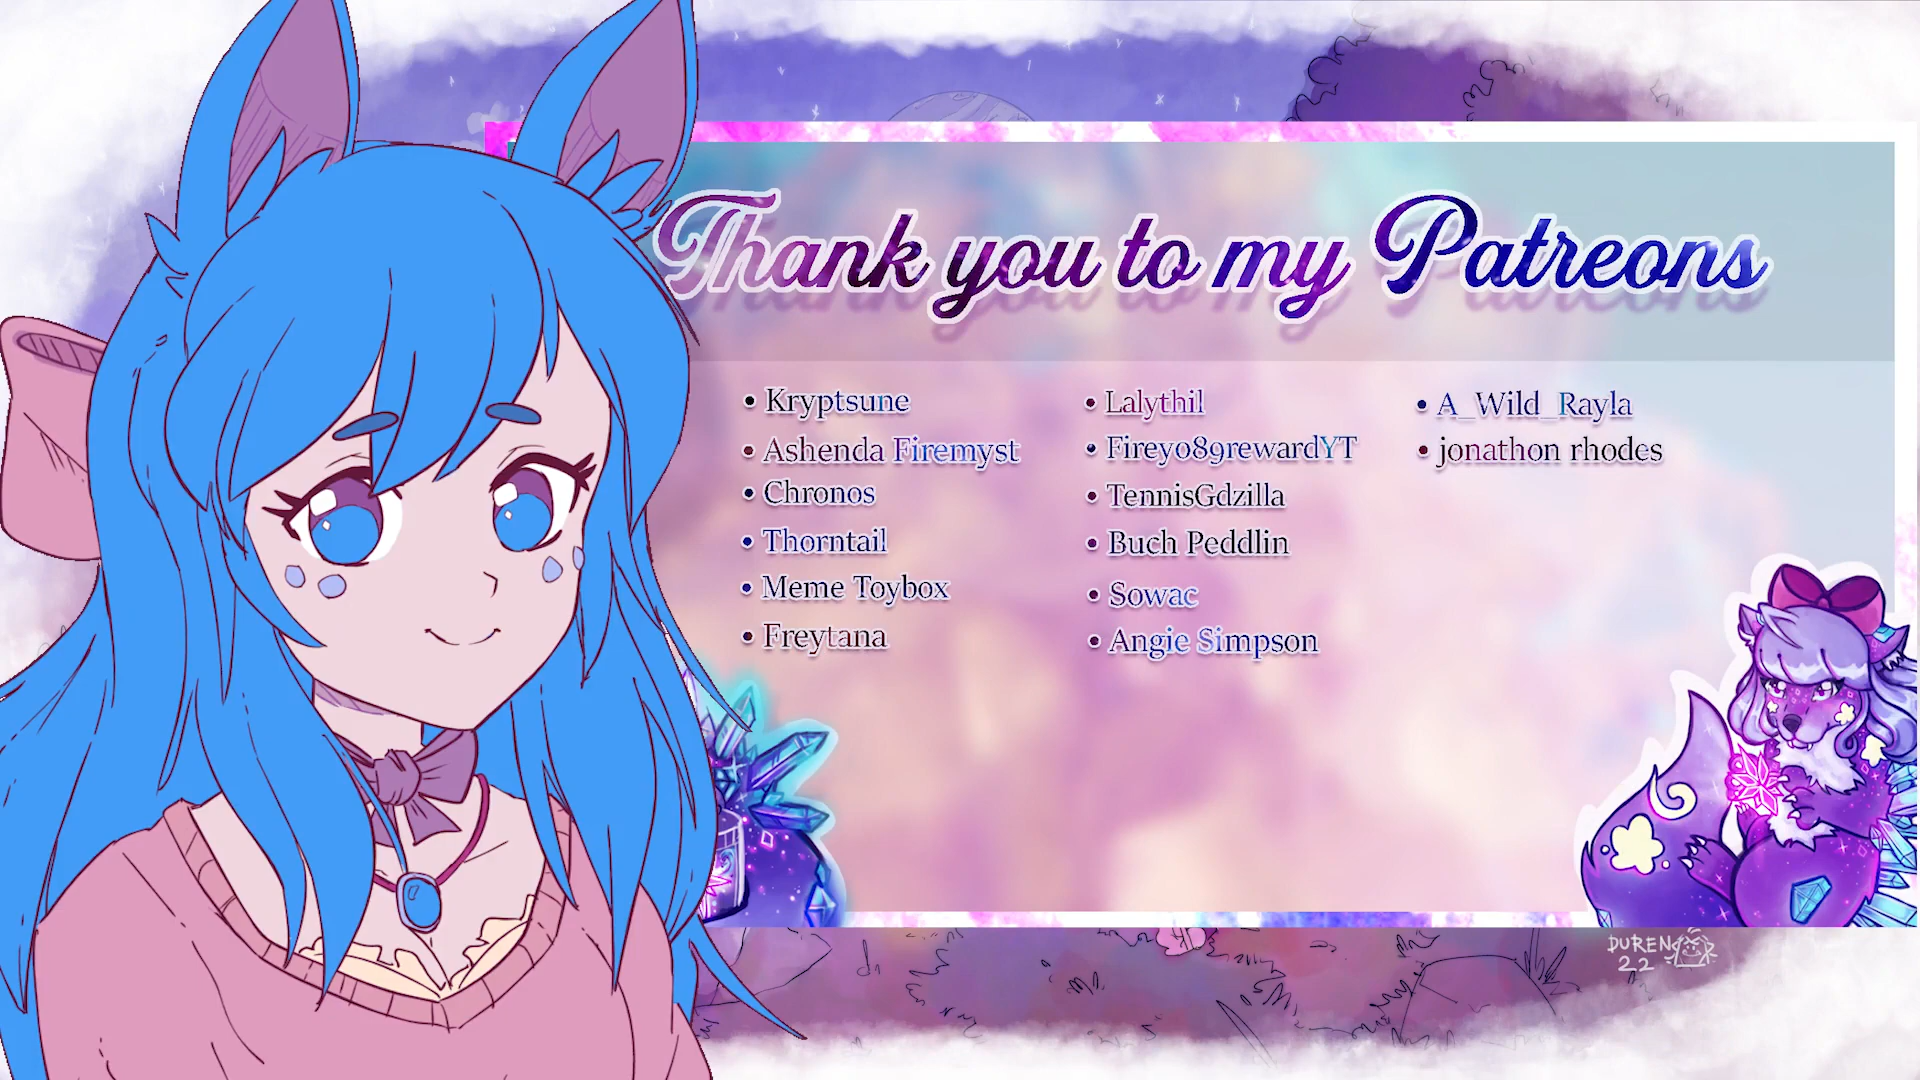 Thank you to my Patreons
• Kryptsune
• Ashenda Firemyst
• Chronos
• Thorntail
• Meme Toybox
• Freytana
• Lalythil
• Firey089rewardYT
• TennisGdzilla
• Buch Peddlin
• Sowac
• Angie Simpson
• A_Wild_Rayla
• jonathon rhodes
DUREN
22